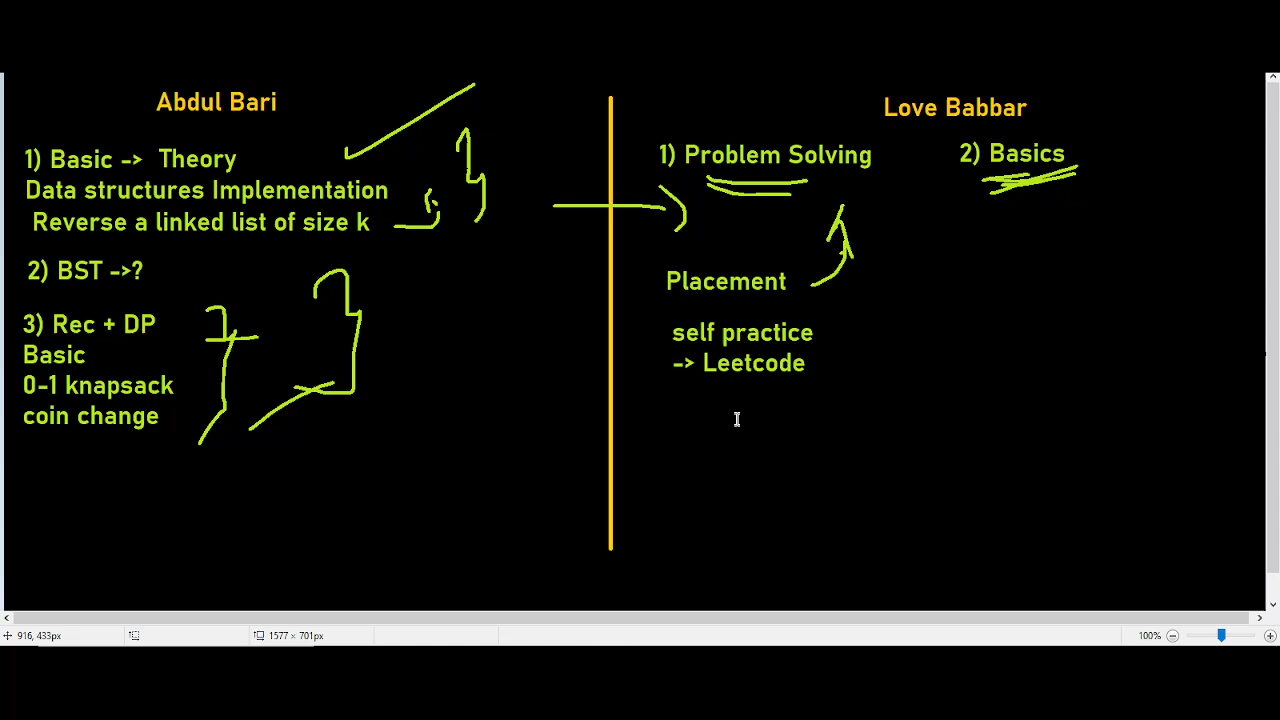 Abdul Bari
1) Basic -> Theory
Data structures Implementation
Reverse a linked list of size k
2) BST ->?
3) Rec + DP
Basic
0-1 knapsack
coin change
Love Babbar
1) Problem Solving
2) Basics
Placement
self practice
-> Leetcode
916, 433px
1577 × 701px
100%